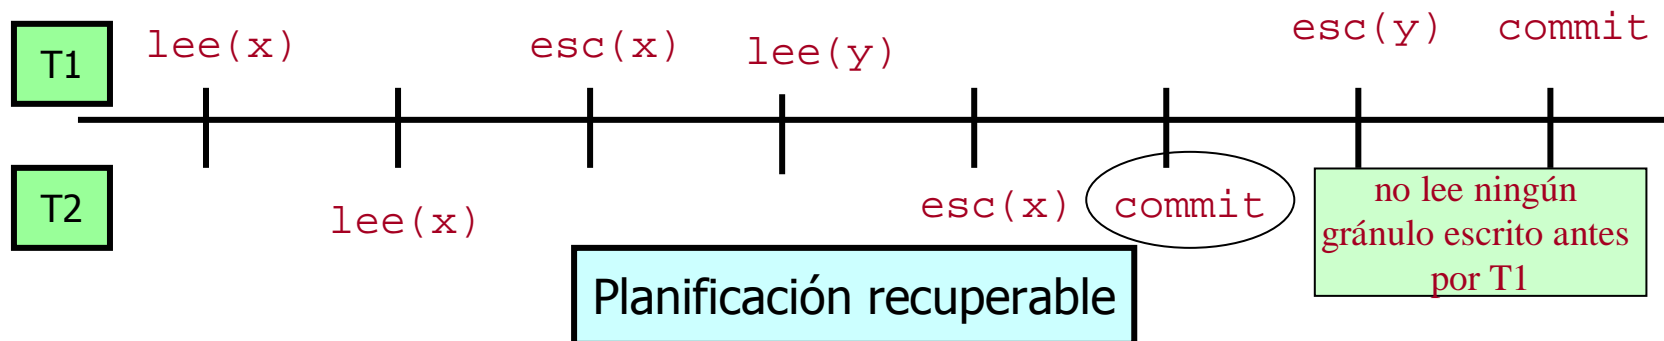 T1
lee(x)
esc(x)
lee(y)
esc(y)
commit
T2
lee(x)
esc(x)
commit
no lee ningún
gránulo escrito antes
por T1
Planificación recuperable